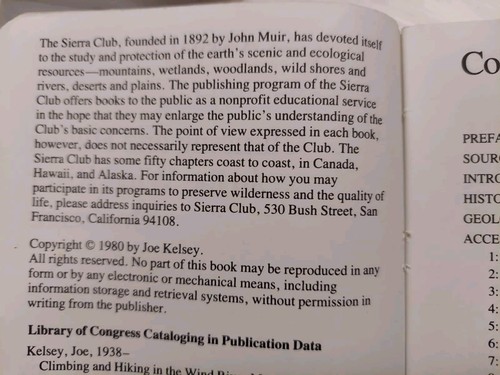 The Sierra Club, founded in 1892 by John Muir, has devoted itself
to the study and protection of the earth's scenic and ecological
resources—mountains, wetlands, woodlands, wild shores and
rivers, deserts and plains. The publishing program of the Sierra
Club offers books to the public as a nonprofit educational service
in the hope that they may enlarge the public's understanding of the
Club's basic concerns. The point of view expressed in each book,
however, does not necessarily represent that of the Club. The
Sierra Club has some fifty chapters coast to coast, in Canada,
Hawaii, and Alaska. For information about how you may
participate in its programs to preserve wilderness and the quality of
life, please address inquiries to Sierra Club, 530 Bush Street, San
Francisco, California 94108.
Copyright © 1980 by Joe Kelsey.
All rights reserved. No part of this book may be reproduced in any
form or by any electronic or mechanical means, including
information storage and retrieval systems, without permission in
writing from the publisher.
Library of Congress Cataloging in Publication Data
Kelsey, Joe, 1938–
Climbing and Hiking in the Wind
Co
PREFA
SOUR
INTRO
HISTO
GEOL
ACCE
1:
2:
3:
4:
5:
6:
7: